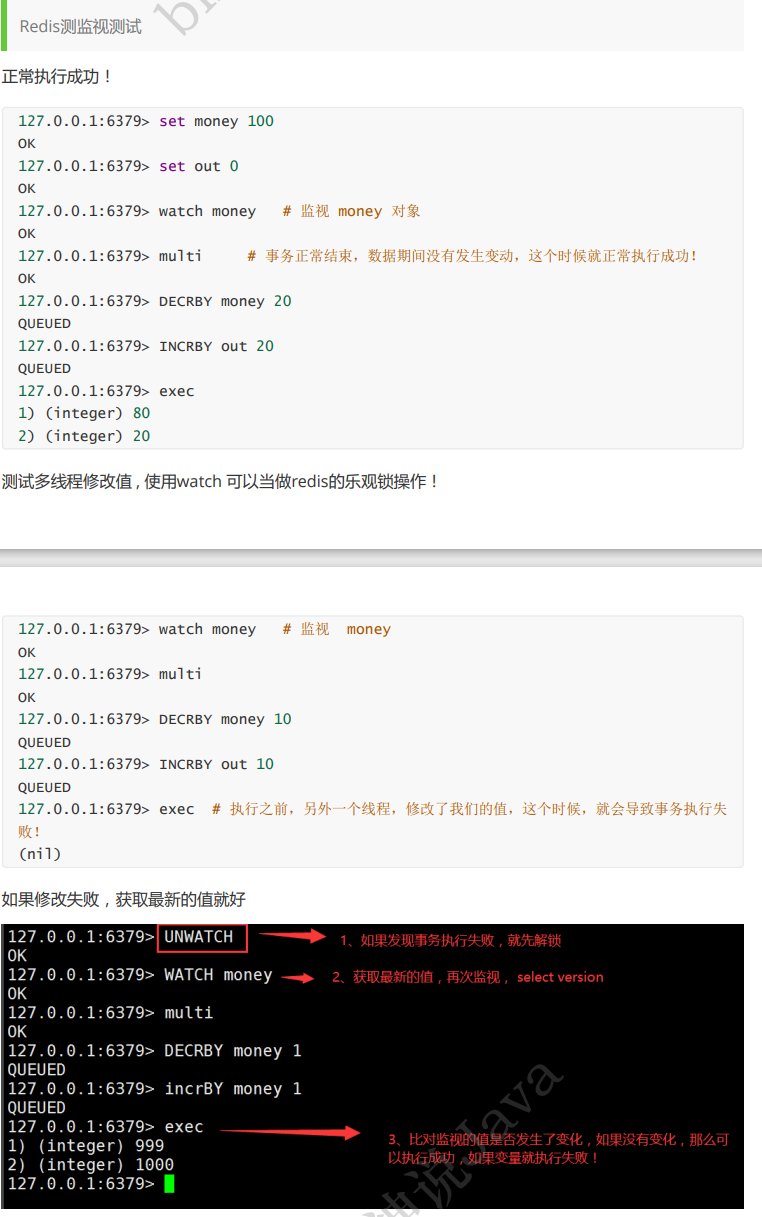 Redis测监视测试
正常执行成功！
127.0.0.1:6379> set money 100
OK
127.0.0.1:6379> set out 0
OK
127.0.0.1:6379> watch money   # 监视 money 对象
OK
127.0.0.1:6379> multi     # 事务正常结束，数据期间没有发生变动，这个时候就正常执行成功！
OK
127.0.0.1:6379> DECRBY money 20
QUEUED
127.0.0.1:6379> INCRBY out 20
QUEUED
127.0.0.1:6379> exec
1) (integer) 80
2) (integer) 20
测试多线程修改值 , 使用watch 可以当做redis的乐观锁操作！
127.0.0.1:6379> watch money   # 监视  money
OK
127.0.0.1:6379> multi
OK
127.0.0.1:6379> DECRBY money 10
QUEUED
127.0.0.1:6379> INCRBY out 10
QUEUED
127.0.0.1:6379> exec  # 执行之前，另外一个线程，修改了我们的值，这个时候，就会导致事务执行失
败！
(nil)
如果修改失败，获取最新的值就好
127.0.0.1:6379> UNWATCH 1、如果发现事务执行失败，就先解锁
OK
127.0.0.1:6379> WATCH money 2、获取最新的值，再次监视， select version
OK
127.0.0.1:6379> multi
OK
127.0.0.1:6379> DECRBY money 1
QUEUED
127.0.0.1:6379> incrBY money 1
QUEUED
127.0.0.1:6379> exec
1) (integer) 999
2) (integer) 1000
127.0.0.1:6379>
3、比对监视的值是否发生了变化，如果没有变化，那么可
以执行成功，如果变量就执行失败！
说Java